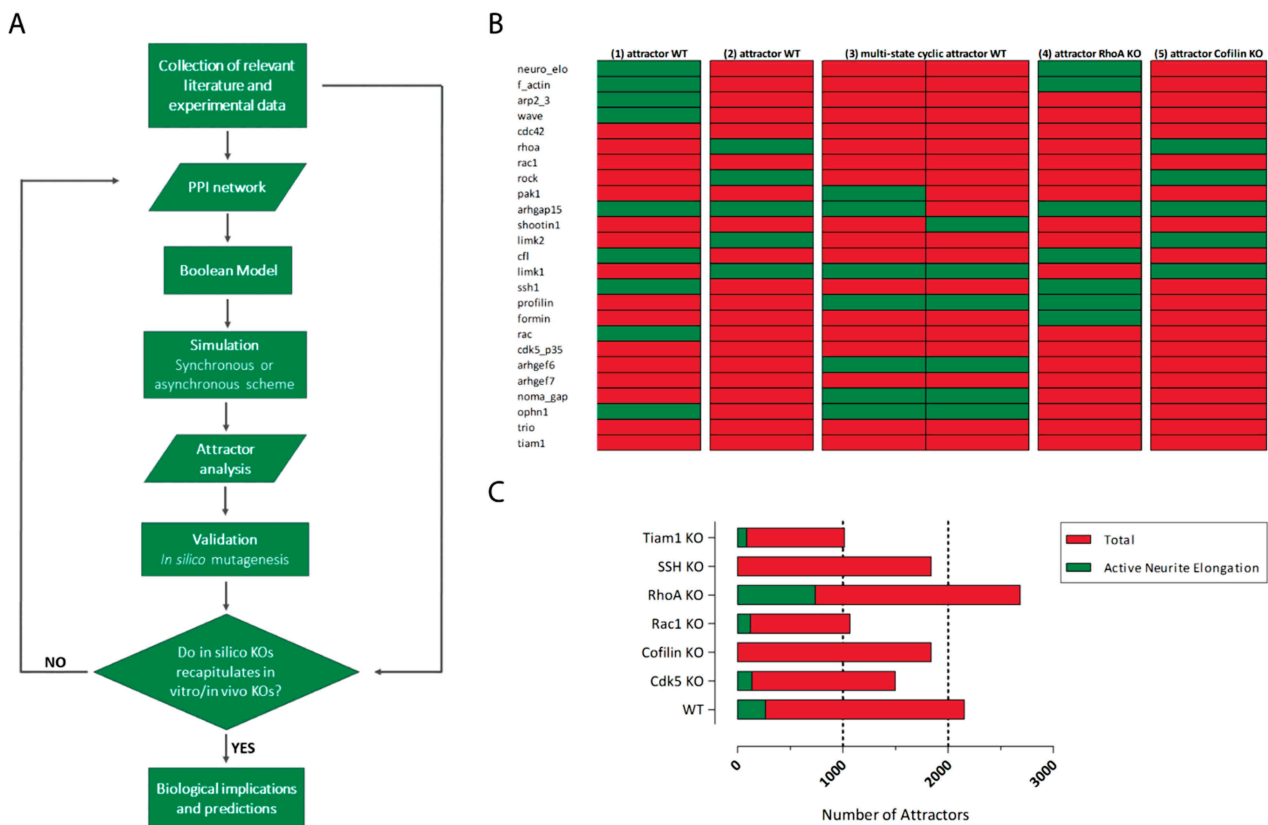 A
Collection of relevant
literature and
experimental data
PPI network
Boolean Model
Simulation
Synchronous or
asynchronous scheme
Attractor
analysis
Validation
In silico mutagenesis
Do in silico KOs
recapitulates in
vitro/in vivo KOs?
NO
YES
Biological implications
and predictions
B
(1) attractor WT (2) attractor WT (3) multi-state cyclic attractor WT (4) attractor RhoA KO (5) attractor Cofilin KO
neuro_elo
f_actin
arp2_3
wave
cdc42
rhoa
rac1
rock
pak1
arhgap15
shootin1
limk2
cfl
limk1
ssh1
profilin
formin
rac
cdk5_p35
arhgef6
arhgef7
noma_gap
ophn1
trio
tiam1
C
Tiam1 KO
SSH KO
RhoA KO
Rac1 KO
Cofilin KO
Cdk5 KO
WT
0 1000 2000 3000
Number of Attractors
Total
Active Neurite Elongation